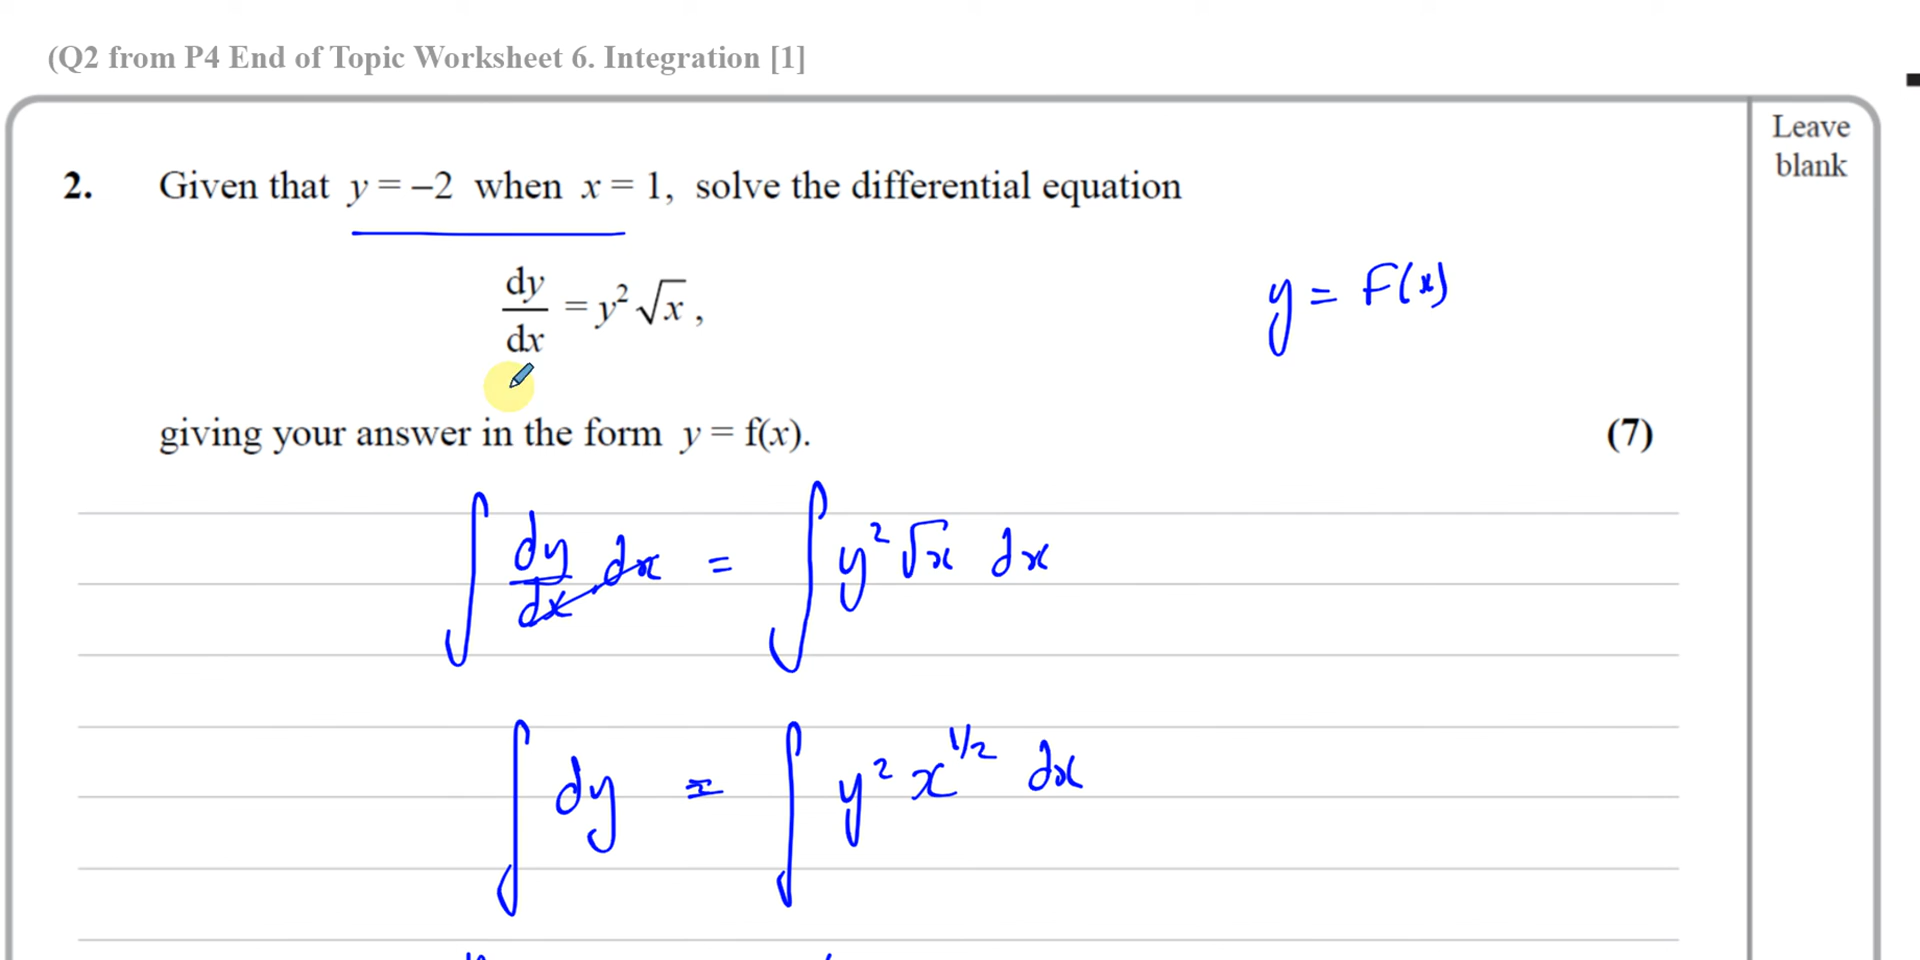 (Q2 from P4 End of Topic Worksheet 6. Integration [1]
Leave
blank
2. Given that y = –2 when x = 1, solve the differential equation
dy/dx = y²√x,
y = F(x)
giving your answer in the form y = f(x).
(7)
∫ dy/dx dx = ∫ y² √x dx
∫ dy = ∫ y² x^1/2 dx